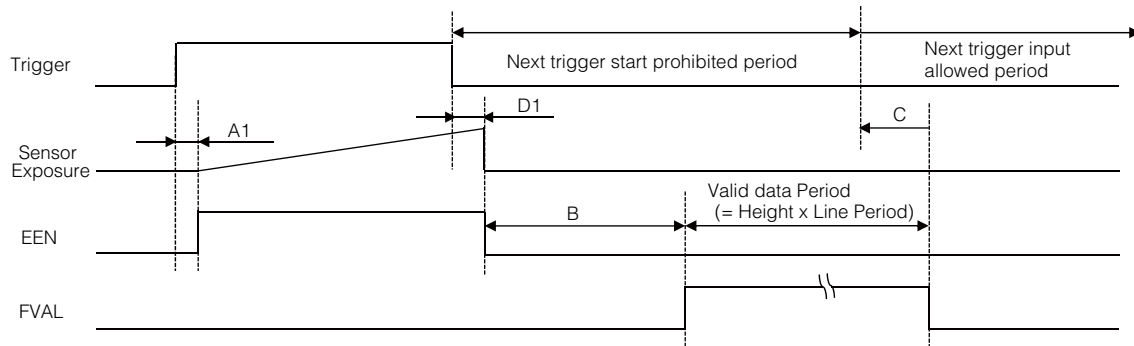 Trigger
Next trigger start prohibited period
Next trigger input
allowed period
A1
D1
C
Sensor
Exposure
Valid data Period
(= Height x Line Period)
B
EEN
FVAL